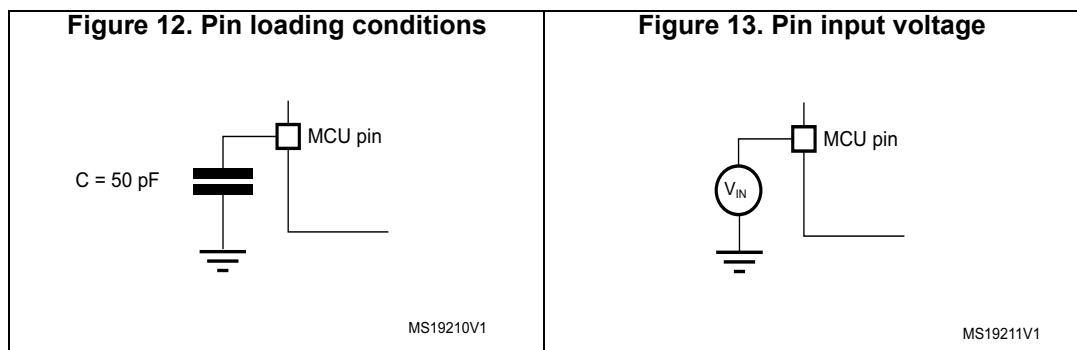 Figure 12. Pin loading conditions
MCU pin
C = 50 pF
MS19210V1
Figure 13. Pin input voltage
MCU pin
VIN
MS19211V1